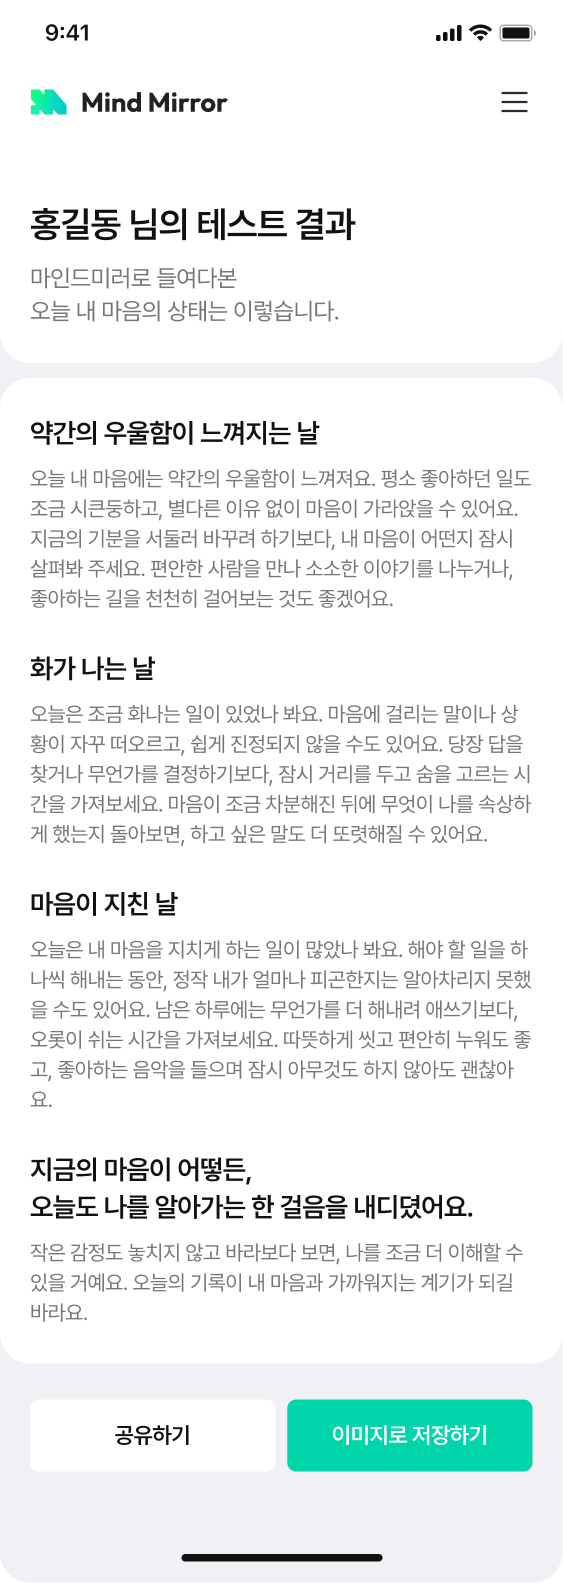 9:41
Mind Mirror
홍길동 님의 테스트 결과
마인드미러로 들여다본
오늘 내 마음의 상태는 이렇습니다.
약간의 우울함이 느껴지는 날
오늘 내 마음에는 약간의 우울함이 느껴져요. 평소 좋아하던 일도
조금 시큰둥하고, 별다른 이유 없이 마음이 가라앉을 수 있어요.
지금의 기분을 서둘러 바꾸려 하기보다, 내 마음이 어떤지 잠시
살펴봐 주세요. 편안한 사람을 만나 소소한 이야기를 나누거나,
좋아하는 길을 천천히 걸어보는 것도 좋겠어요.
화가 나는 날
오늘은 조금 화나는 일이 있었나 봐요. 마음에 걸리는 말이나 상
황이 자꾸 떠오르고, 쉽게 진정되지 않을 수도 있어요. 당장 답을
찾거나 무언가를 결정하기보다, 잠시 거리를 두고 숨을 고르는 시
간을 가져보세요. 마음이 조금 차분해진 뒤에 무엇이 나를 속상하
게 했는지 돌아보면, 하고 싶은 말도 더 또렷해질 수 있어요.
마음이 지친 날
오늘은 내 마음을 지치게 하는 일이 많았나 봐요. 해야 할 일을 하
나씩 해내는 동안, 정작 내가 얼마나 피곤한지는 알아차리지 못했
을 수도 있어요. 남은 하루에는 무언가를 더 해내려 애쓰기보다,
오롯이 쉬는 시간을 가져보세요. 따뜻하게 씻고 편안히 누워도 좋
고, 좋아하는 음악을 들으며 잠시 아무것도 하지 않아도 괜찮아
요.
지금의 마음이 어떻든,
오늘도 나를 알아가는 한 걸음을 내디뎠어요.
작은 감정도 놓치지 않고 바라보다 보면, 나를 조금 더 이해할 수
있을 거예요. 오늘의 기록이 내 마음과 가까워지는 계기가 되길
바라요.
공유하기
이미지로 저장하기